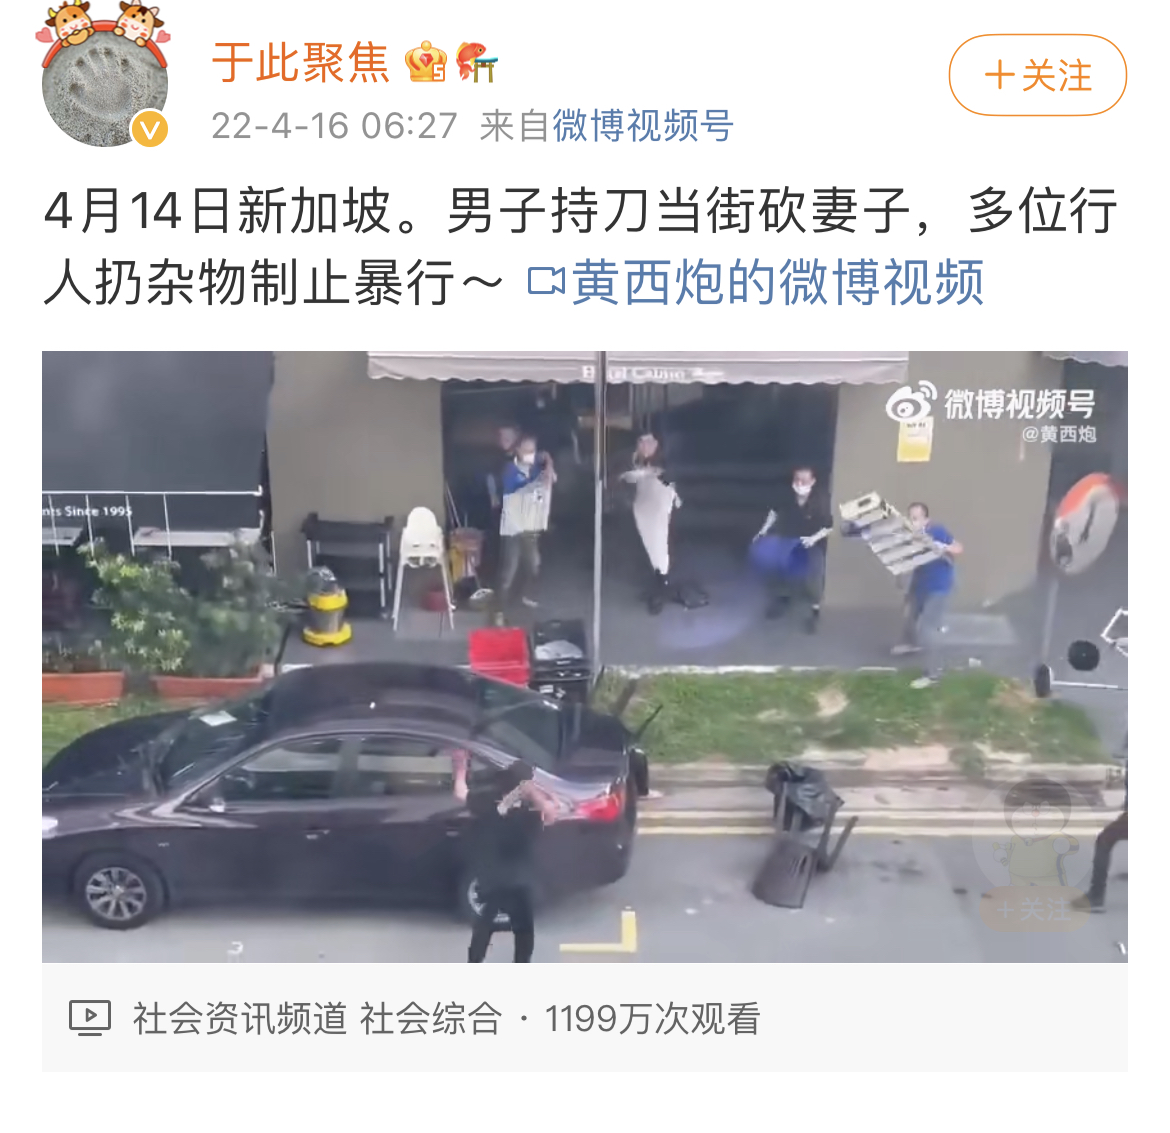 于此聚焦
+关注
22-4-16 06:27 来自微博视频号
4月14日新加坡。男子持刀当街砍妻子，多位行
人扔杂物制止暴行～ 黄西炮的微博视频
微博视频号
@黄西炮
nts Since 1995
+关注
社会资讯频道 社会综合 · 1199万次观看